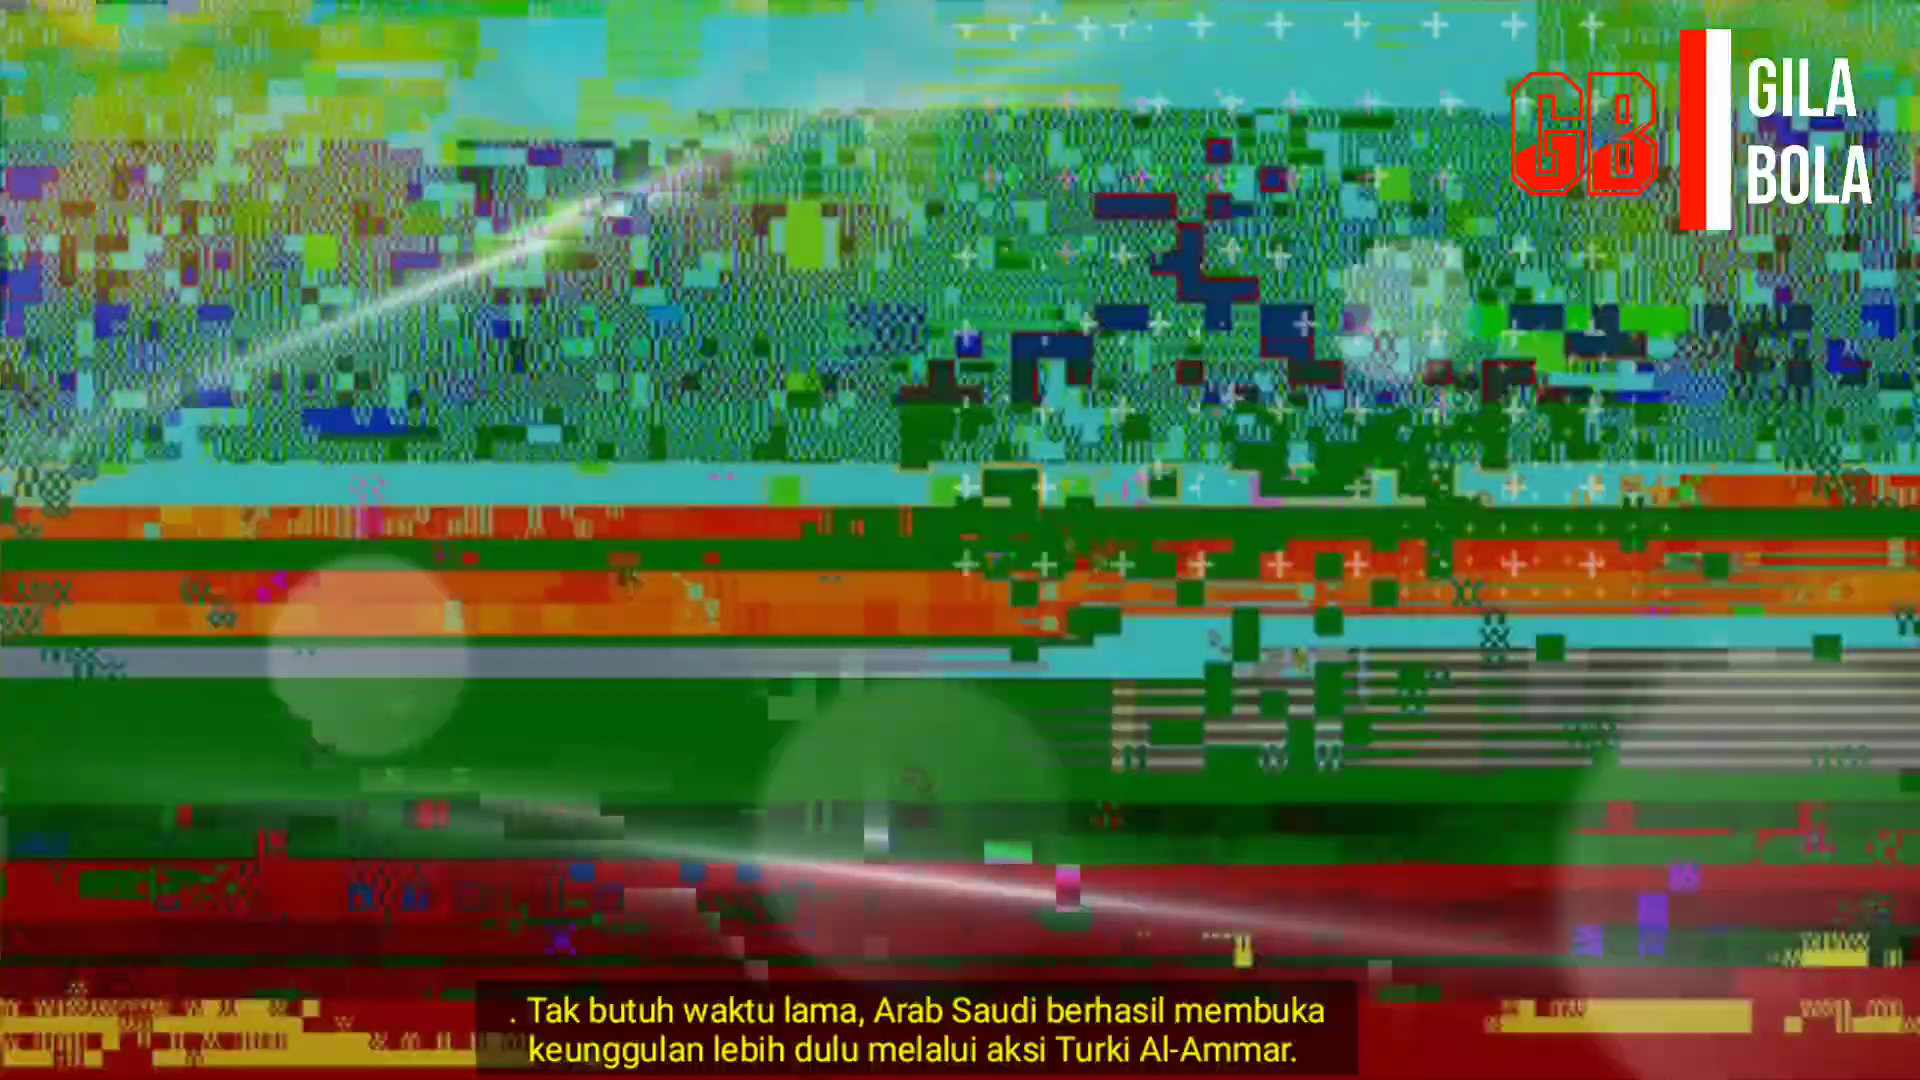 GB
GILA
BOLA
. Tak butuh waktu lama, Arab Saudi berhasil membuka
keunggulan lebih dulu melalui aksi Turki Al-Ammar.